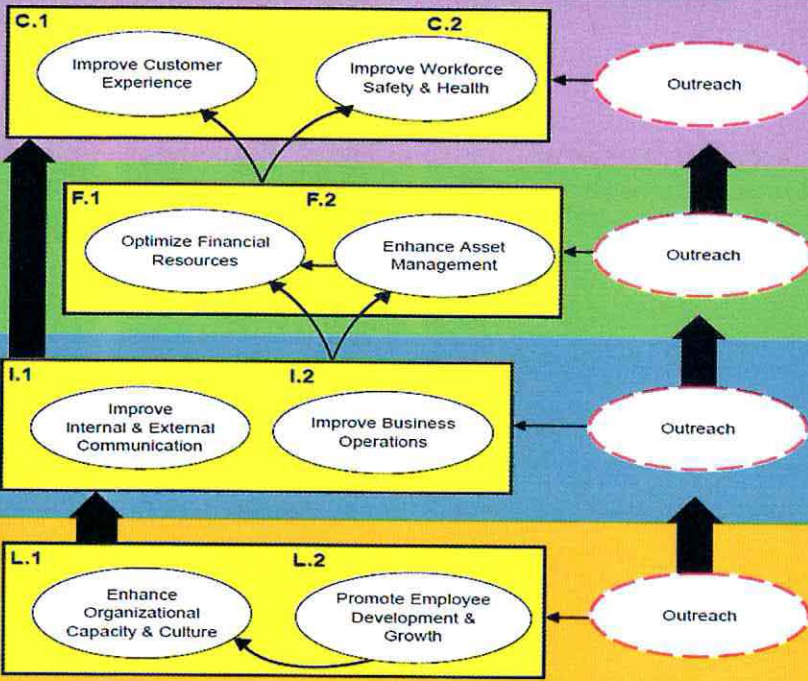 C.1
C.2
Improve Customer
Experience
Improve Workforce
Safety & Health
Outreach
F.1
F.2
Optimize Financial
Resources
Enhance Asset
Management
Outreach
I.1
I.2
Improve
Internal & External
Communication
Improve Business
Operations
Outreach
L.1
L.2
Enhance
Organizational
Capacity & Culture
Promote Employee
Development &
Growth
Outreach